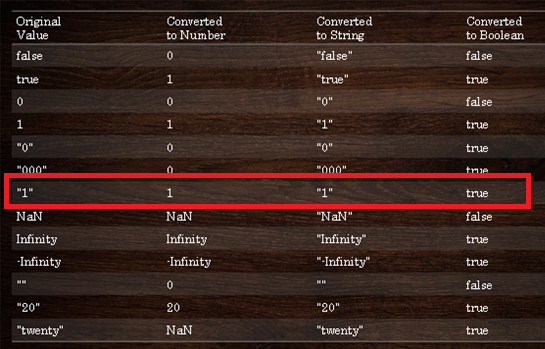 Original Value Converted to Number Converted to String Converted to Boolean
false 0 "false" false
true 1 "true" true
0 0 "0" false
1 1 "1" true
"0" 0 "0" true
"000" 0 "000" true
"1" 1 "1" true
NaN NaN "NaN" false
Infinity Infinity "Infinity" true
-Infinity -Infinity "-Infinity" true
"" 0 "" false
"20" 20 "20" true
"twenty" NaN "twenty" true